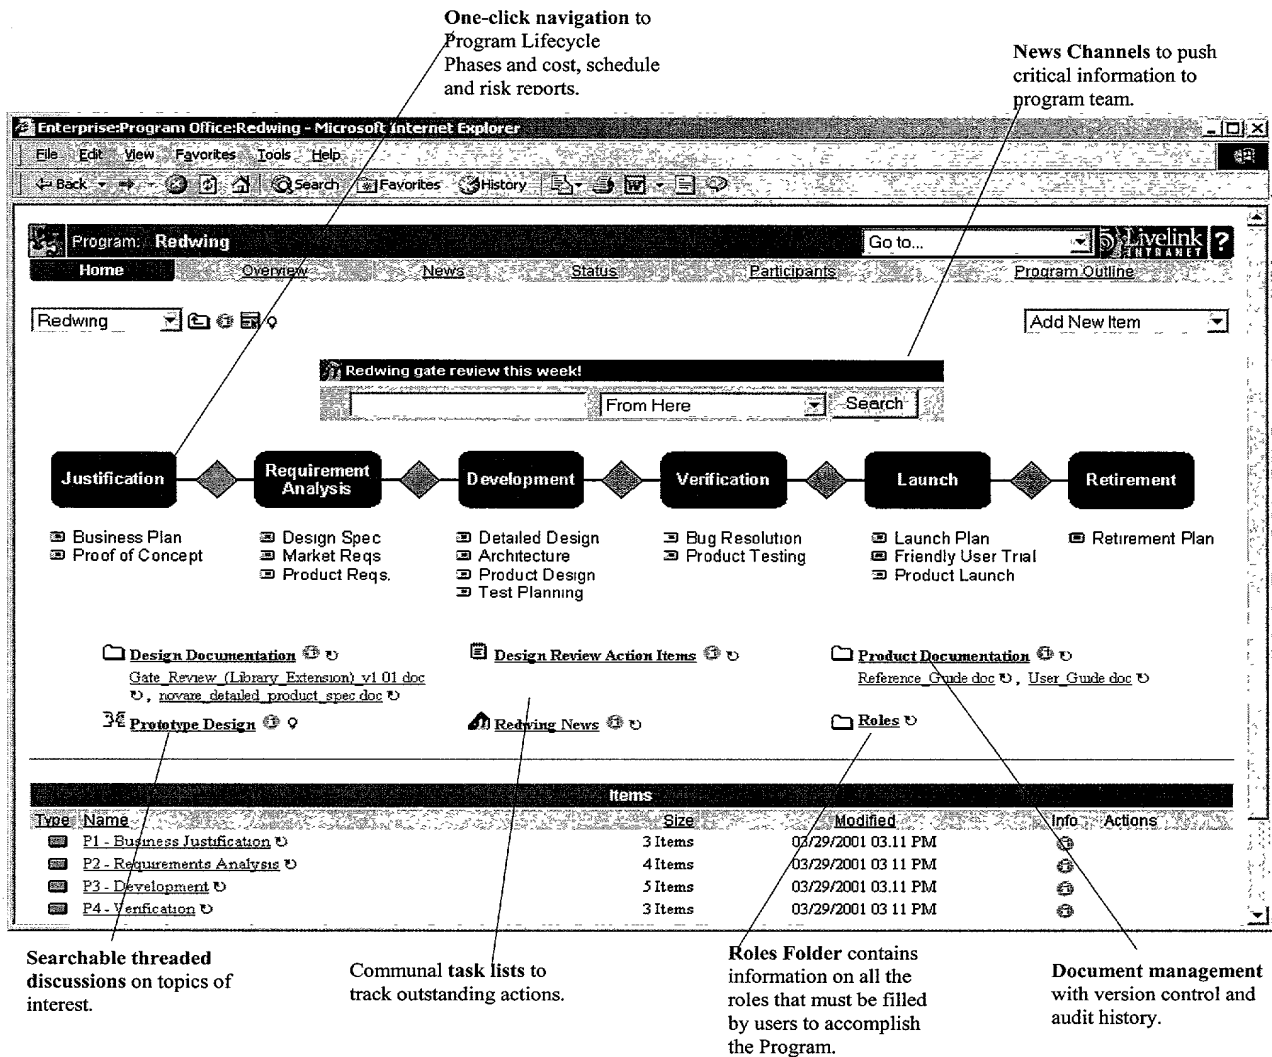 One-click navigation to
Program Lifecycle
Phases and cost, schedule
and risk reports.
News Channels to push
critical information to
program team.
Enterprise:Program Office:Redwing - Microsoft Internet Explorer
File Edit View Favorites Tools Help
Back Search Favorites History
Program: Redwing Go to... Livelink ?
INTRANET
Home Overview News Status Participants Program Outline
Redwing Add New Item
Redwing gate review this week!
From Here Search
Justification Requirement Analysis Development Verification Launch Retirement
Business Plan Design Spec Detailed Design Bug Resolution Launch Plan Retirement Plan
Proof of Concept Market Reqs Architecture Product Testing Friendly User Trial
Product Reqs. Product Design Product Launch
Test Planning
Design Documentation Design Review Action Items Product Documentation
Gate_Review_(Library_Extension)_v1 01 doc Reference_Guide doc , User_Guide doc
, novare_detailed_product_spec doc
Prototype Design Redwing News Roles
Items
Type Name Size Modified Info Actions
P1 - Business Justification 3 Items 03/29/2001 03.11 PM
P2 - Requirements Analysis 4 Items 03/29/2001 03.11 PM
P3 - Development 5 Items 03/29/2001 03.11 PM
P4 - Verification 3 Items 03/29/2001 03 11 PM
Searchable threaded
discussions on topics of
interest.
Communal task lists to
track outstanding actions.
Roles Folder contains
information on all the
roles that must be filled
by users to accomplish
the Program.
Document management
with version control and
audit history.